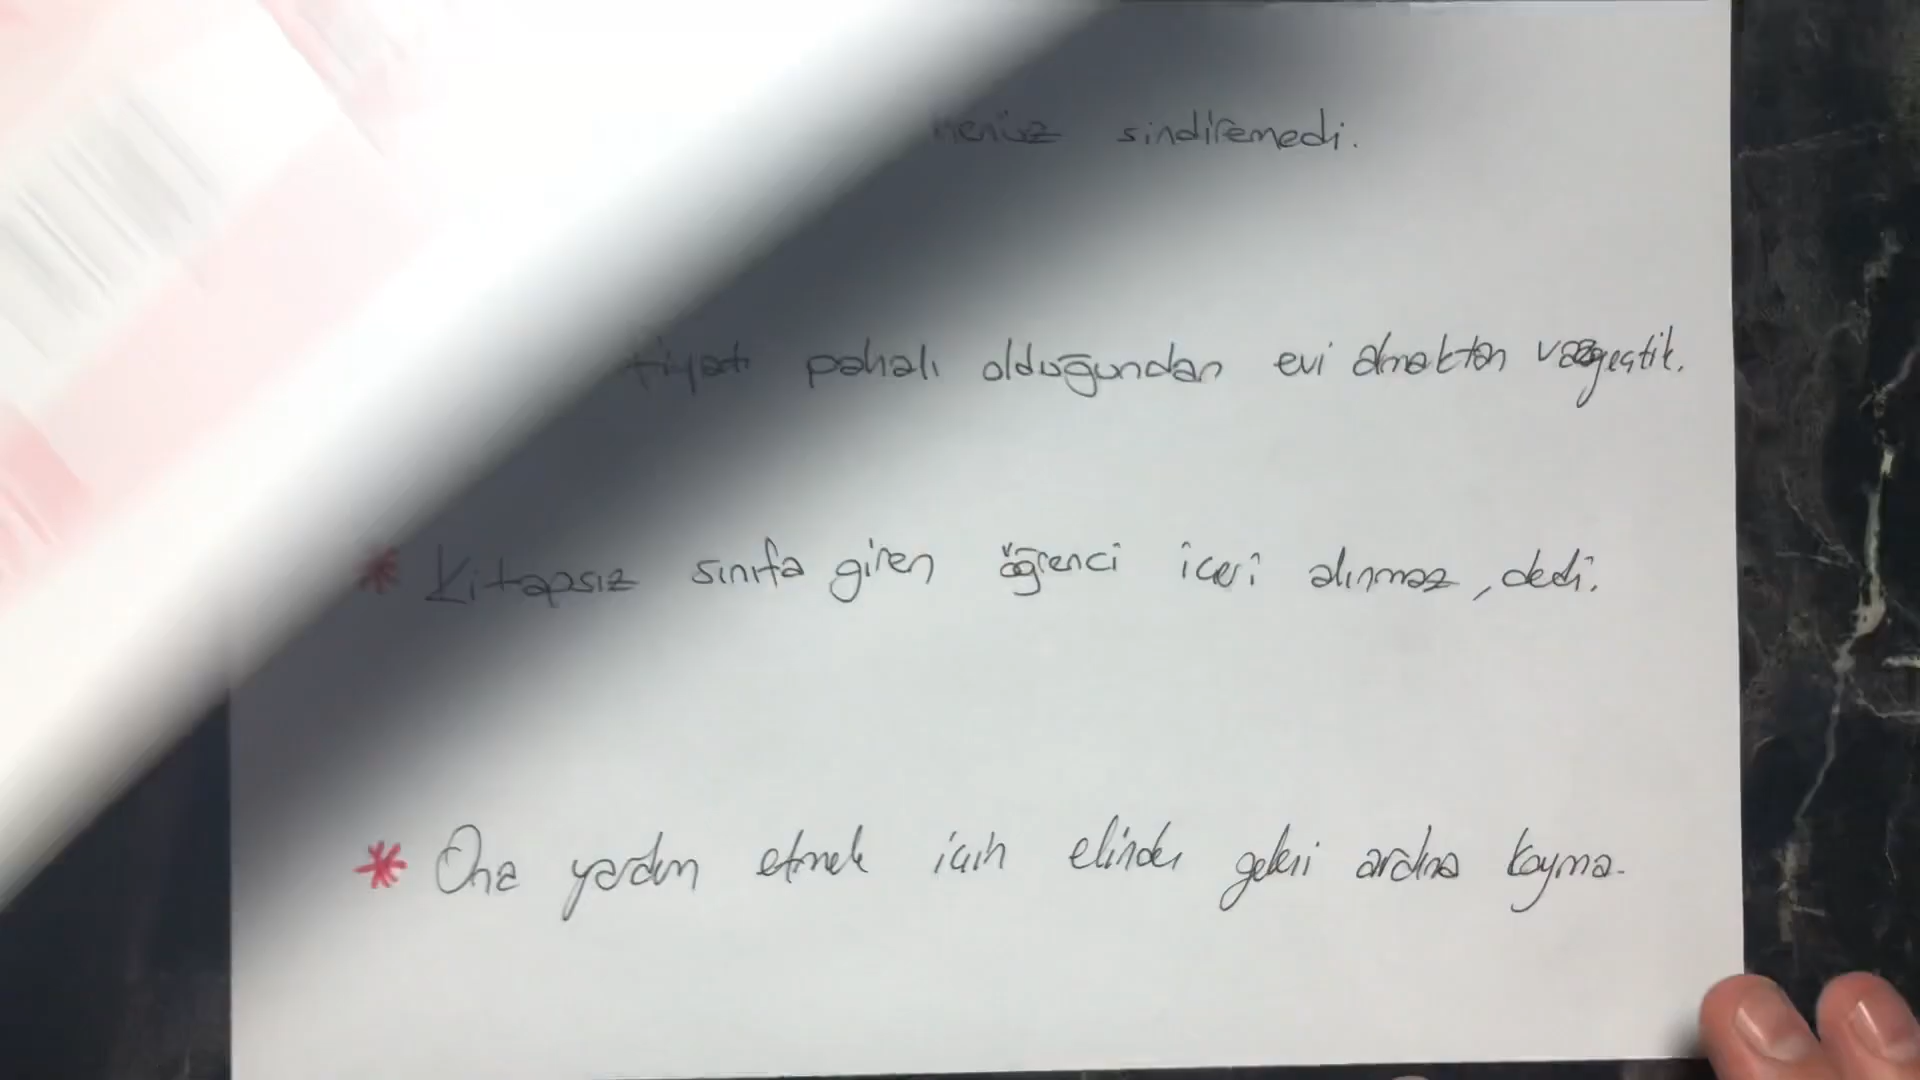 henüz sindiremedi.
fiyatı pahalı olduğundan evi almaktan vazgeçtik.
* Kitapsız sınıfa giren öğrenci içeri alınmaz, dedi.
* Ona yardım etmek için elinden geleni ardına koyma.